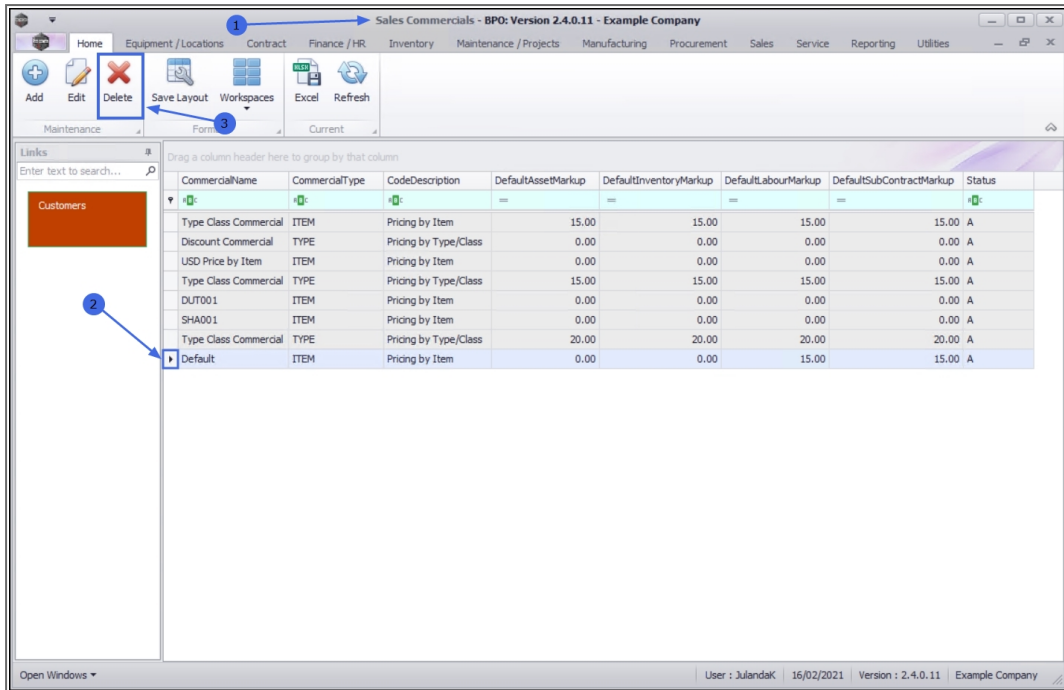 1
Sales Commercials - BPO: Version 2.4.0.11 - Example Company
Home Equipment / Locations Contract Finance / HR Inventory Maintenance / Projects Manufacturing Procurement Sales Service Reporting Utilities
Add Edit Delete Save Layout Workspaces Excel Refresh
3
Maintenance Form Current
Links
Enter text to search...
Customers
Drag a column header here to group by that column
CommercialName CommercialType CodeDescription DefaultAssetMarkup DefaultInventoryMarkup DefaultLabourMarkup DefaultSubContractMarkup Status
= = = =
Type Class Commercial ITEM Pricing by Item 15.00 15.00 15.00 15.00 A
Discount Commercial TYPE Pricing by Type/Class 0.00 0.00 0.00 0.00 A
USD Price by Item ITEM Pricing by Item 0.00 0.00 0.00 0.00 A
Type Class Commercial TYPE Pricing by Type/Class 15.00 15.00 15.00 15.00 A
2
DUT001 ITEM Pricing by Item 0.00 0.00 0.00 0.00 A
SHA001 ITEM Pricing by Item 0.00 0.00 0.00 0.00 A
Type Class Commercial TYPE Pricing by Type/Class 20.00 20.00 20.00 20.00 A
Default ITEM Pricing by Item 0.00 0.00 15.00 15.00 A
Open Windows User : JulandaK 16/02/2021 Version : 2.4.0.11 Example Company